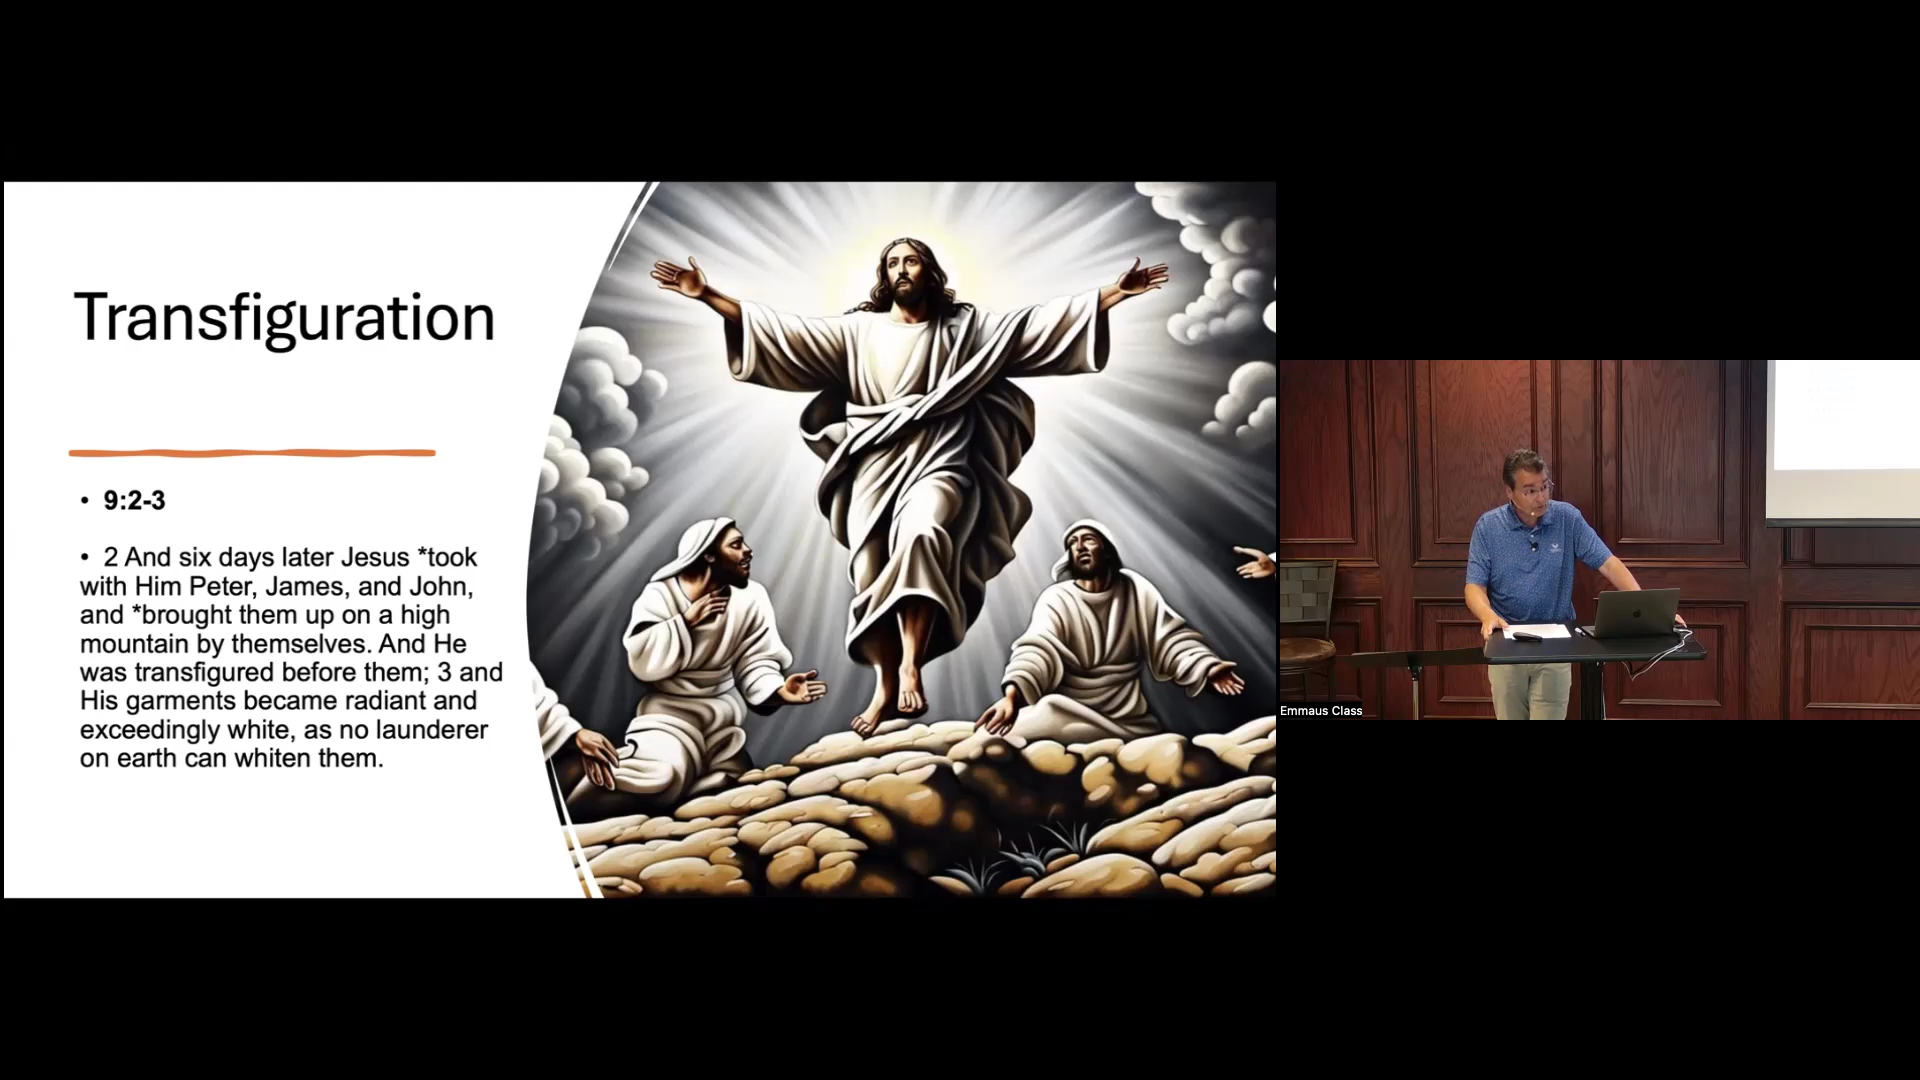 Transfiguration
• 9:2-3
• 2 And six days later Jesus *took
with Him Peter, James, and John,
and *brought them up on a high
mountain by themselves. And He
was transfigured before them; 3 and
His garments became radiant and
exceedingly white, as no launderer
on earth can whiten them.
Emmaus Class